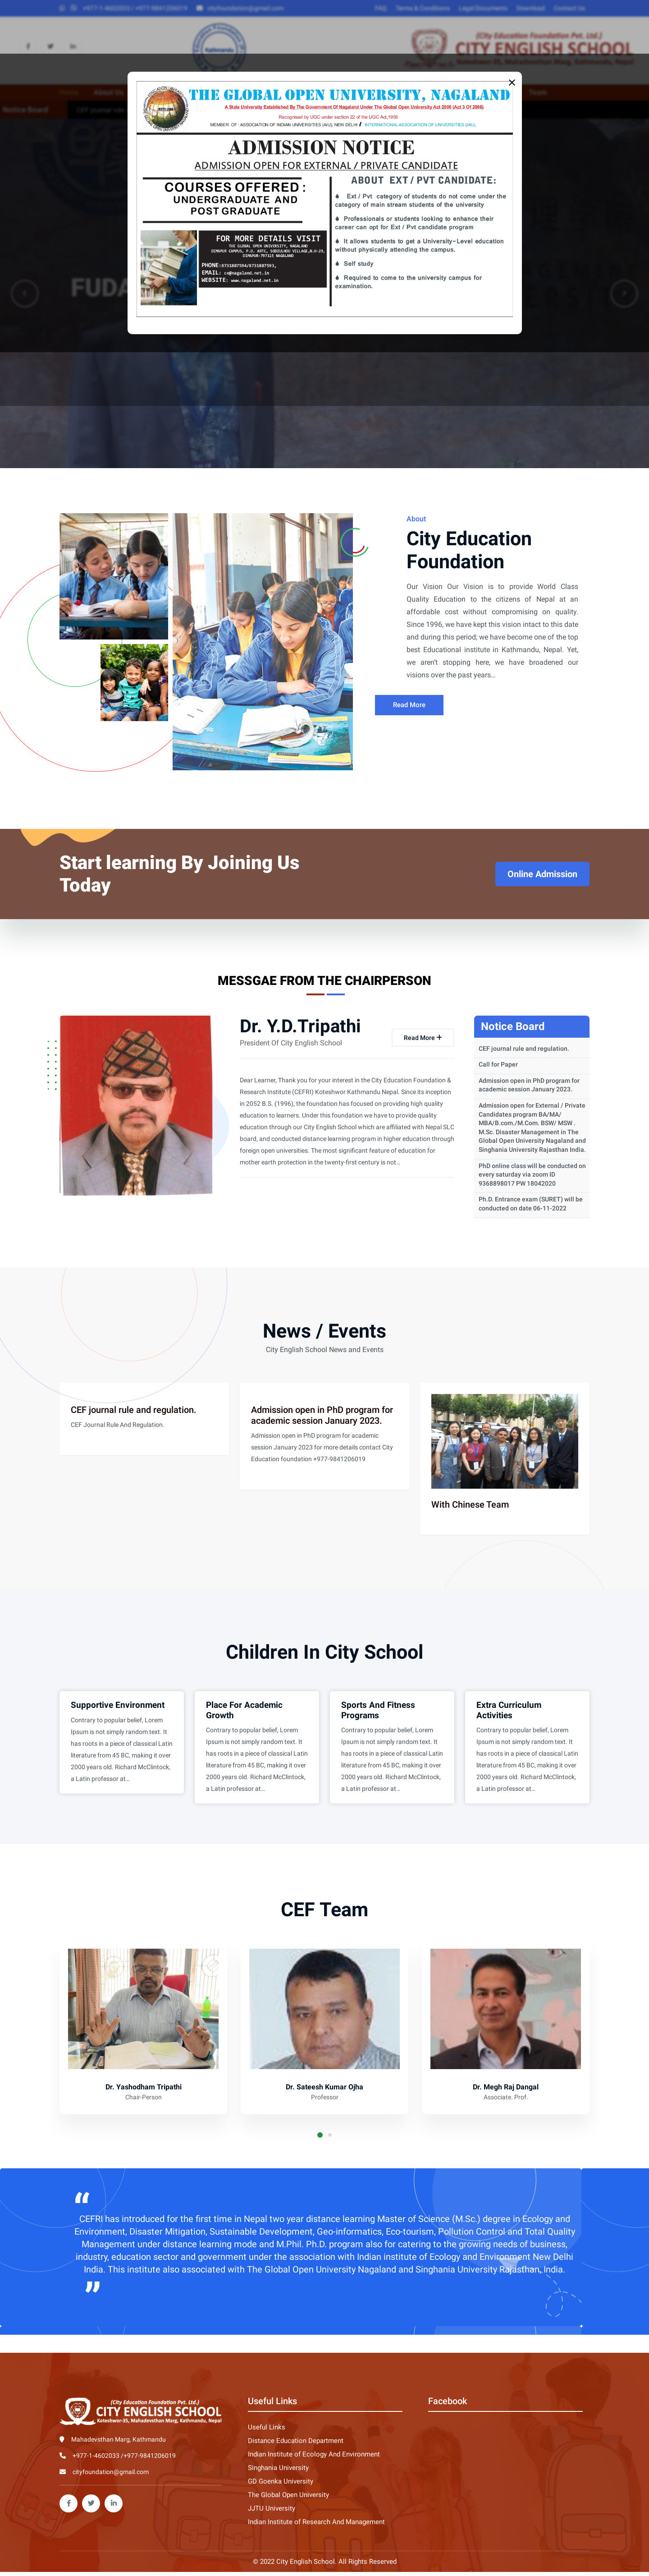 +977-1-4602033 / +977-9841206019
cityfoundation@gmail.com
FAQ Terms & Conditions Legal Documents Download Contact Us
(City Education Foundation Pvt. Ltd.)
CITY ENGLISH SCHOOL
Home About Us Team
Notice Board CEF journal rule
FUDA
THE GLOBAL OPEN UNIVERSITY, NAGALAND
A State University Established By The Government Of Nagaland Under The Global Open University Act 2006 (Act 3 Of 2006)
Recognised by UGC under section 22 of the UGC Act,1956
MEMBER OF : ASSOCIATION OF INDIAN UNIVERSITIES (AIU), NEW DELHI / INTERNATIONAL ASSOCIATION OF UNIVERSITIES (IAU),
ADMISSION NOTICE
ADMISSION OPEN FOR EXTERNAL / PRIVATE CANDIDATE
COURSES OFFERED :
UNDERGRADUATE AND
POST GRADUATE
FOR MORE DETAILS VISIT
THE GLOBAL OPEN UNIVERSITY, NAGALAND
WEBSITE: www.nagaland.net.in
ABOUT EXT / PVT CANDIDATE:
Ext / Pvt category of students do not come under the
category of main stream students of the university
Professionals or students looking to enhance their
career can opt for Ext / Pvt candidate program
It allows students to get a University-Level education
without physically attending the campus.
Self study
Required to come to the university campus for
examination.
About
City Education
Foundation
Our Vision Our Vision is to provide World Class
Quality Education to the citizens of Nepal at an
affordable cost without compromising on quality.
Since 1996, we have kept this vision intact to this date
and during this period; we have become one of the top
best Educational institute in Kathmandu, Nepal. Yet,
we aren't stopping here, we have broadened our
visions over the past years...
Read More
Start learning By Joining Us
Today
Online Admission
MESSGAE FROM THE CHAIRPERSON
Dr. Y.D.Tripathi
President Of City English School
Read More +
Dear Learner, Thank you for your interest in the City Education Foundation &
Research Institute (CEFRI) Koteshwor Kathmandu Nepal. Since its inception
in 2052 B.S. (1996), the foundation has focused on providing high quality
education to learners. Under this foundation we have to provide quality
education through our City English School which are affiliated with Nepal SLC
board, and conducted distance learning program in higher education through
foreign open universities. The most significant feature of education for
mother earth protection in the twenty-first century is not...
Notice Board
CEF journal rule and regulation.
Call for Paper
Admission open in PhD program for
academic session January 2023.
Admission open for External / Private
Candidates program BA/MA/
MBA/B.com./M.Com. BSW/ MSW .
M.Sc. Disaster Management in The
Global Open University Nagaland and
Singhania University Rajasthan India.
PhD online class will be conducted on
every saturday via zoom ID
9368898017 PW 18042020
Ph.D. Entrance exam (SURET) will be
conducted on date 06-11-2022
News / Events
City English School News and Events
CEF journal rule and regulation.
CEF Journal Rule And Regulation.
Admission open in PhD program for
academic session January 2023.
Admission open in PhD program for academic
session January 2023 for more details contact City
Education foundation +977-9841206019
With Chinese Team
Children In City School
Supportive Environment
Contrary to popular belief, Lorem
Ipsum is not simply random text. It
has roots in a piece of classical Latin
literature from 45 BC, making it over
2000 years old. Richard McClintock,
a Latin professor at...
Place For Academic
Growth
Contrary to popular belief, Lorem
Ipsum is not simply random text. It
has roots in a piece of classical Latin
literature from 45 BC, making it over
2000 years old. Richard McClintock,
a Latin professor at...
Sports And Fitness
Programs
Contrary to popular belief, Lorem
Ipsum is not simply random text. It
has roots in a piece of classical Latin
literature from 45 BC, making it over
2000 years old. Richard McClintock,
a Latin professor at...
Extra Curriculum
Activities
Contrary to popular belief, Lorem
Ipsum is not simply random text. It
has roots in a piece of classical Latin
literature from 45 BC, making it over
2000 years old. Richard McClintock,
a Latin professor at...
CEF Team
Dr. Yashodham Tripathi
Chair-Person
Dr. Sateesh Kumar Ojha
Professor
Dr. Megh Raj Dangal
Associate. Prof.
“
CEFRI has introduced for the first time in Nepal two year distance learning Master of Science (M.Sc.) degree in Ecology and
Environment, Disaster Mitigation, Sustainable Development, Geo-informatics, Eco-tourism, Pollution Control and Total Quality
Management under distance learning mode and M.Phil. Ph.D. program also for catering to the growing needs of business,
industry, education sector and government under the association with Indian institute of Ecology and Environment New Delhi
India. This institute also associated with The Global Open University Nagaland and Singhania University Rajasthan, India.
”
(City Education Foundation Pvt. Ltd.)
CITY ENGLISH SCHOOL
Koteshwor-35, Mahadevsthan Marg, Kathmandu, Nepal
Mahadevsthan Marg, Kathmandu
+977-1-4602033 /+977-9841206019
cityfoundation@gmail.com
Useful Links
Useful Links
Distance Education Department
Indian Institute of Ecology And Environment
Singhania University
GD Goenka University
The Global Open University
JJTU University
Indian Institute of Research And Management
Facebook
© 2022 City English School. All Rights Reserved